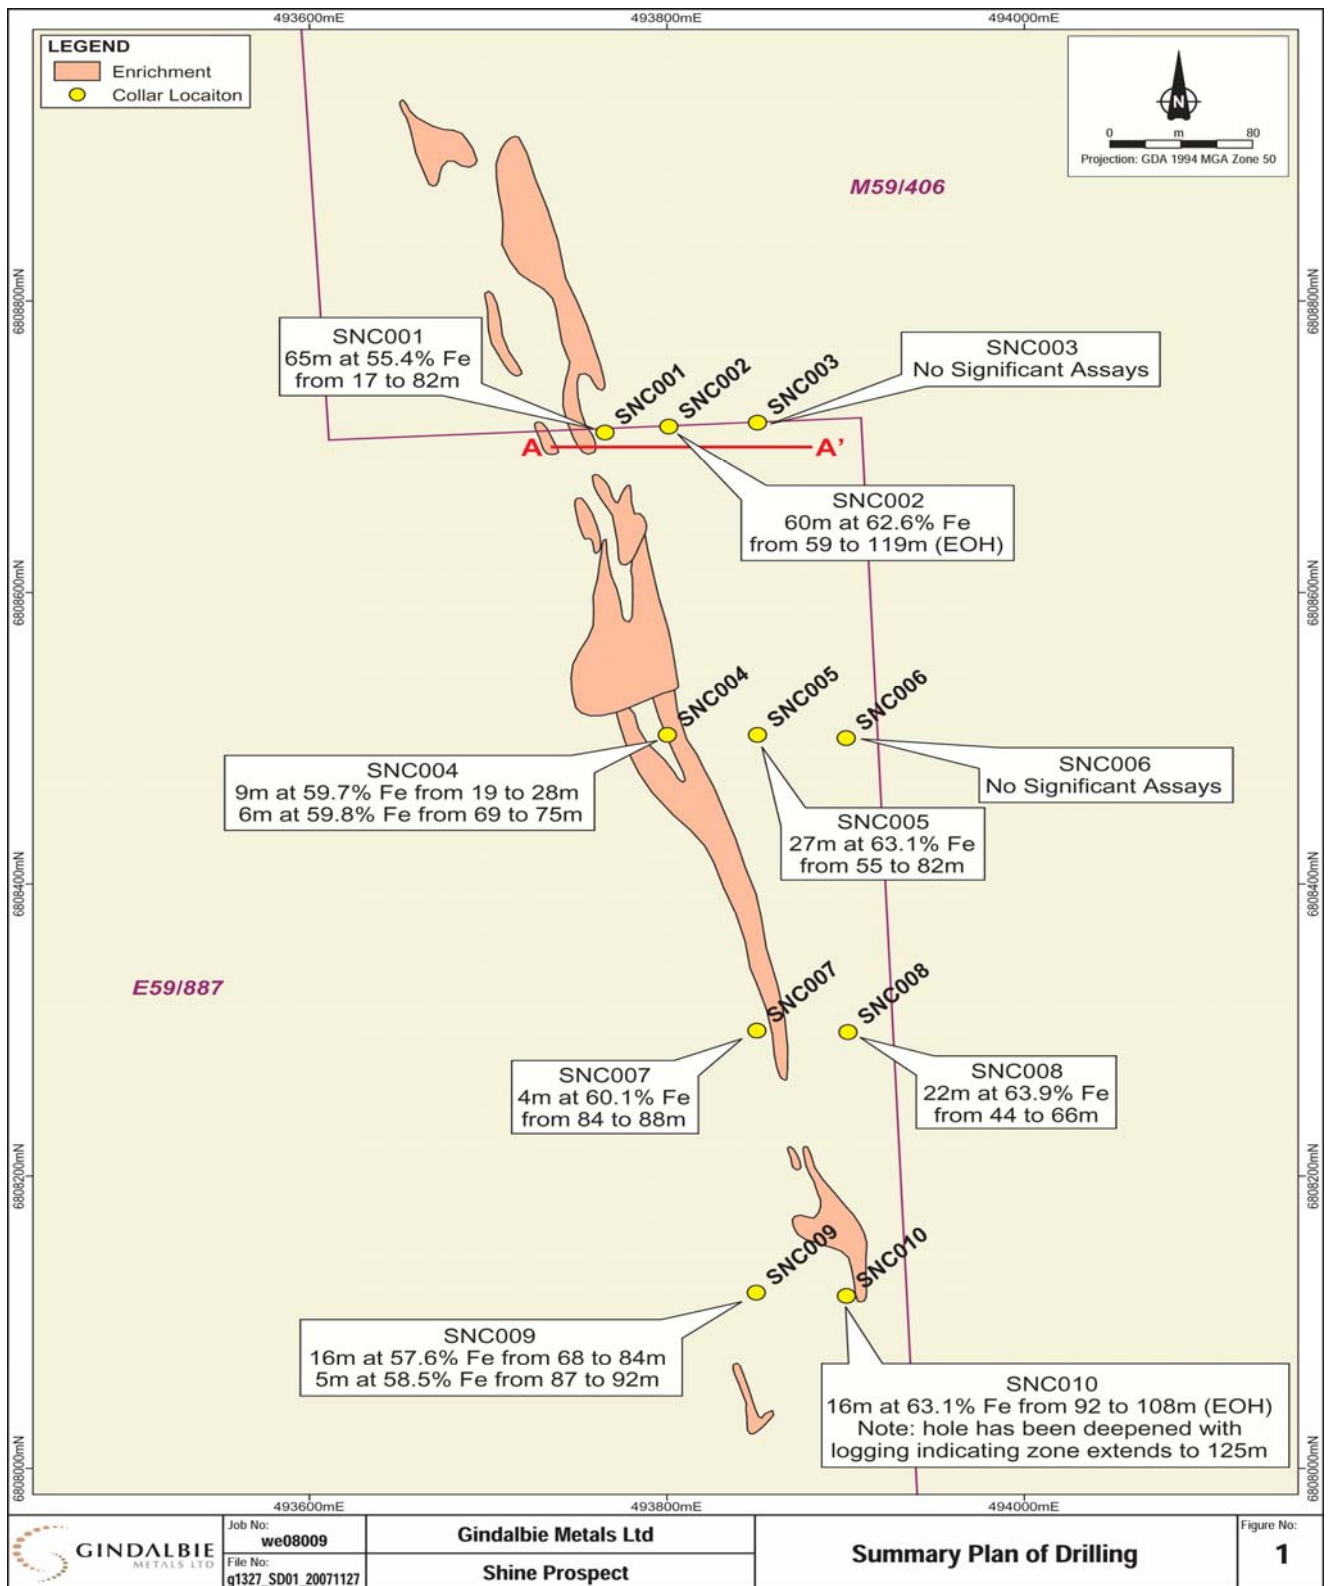 493600mE
493800mE
494000mE
LEGEND
Enrichment
Collar Locaiton
N
0 m 80
Projection: GDA 1994 MGA Zone 50
M59/406
6808800mN
6808800mN
SNC001
65m at 55.4% Fe
from 17 to 82m
SNC001
SNC002
SNC003
SNC003
No Significant Assays
A
A'
SNC002
60m at 62.6% Fe
from 59 to 119m (EOH)
6808600mN
6808600mN
SNC004
SNC005
SNC006
SNC004
9m at 59.7% Fe from 19 to 28m
6m at 59.8% Fe from 69 to 75m
SNC006
No Significant Assays
SNC005
27m at 63.1% Fe
from 55 to 82m
6808400mN
6808400mN
E59/887
SNC007
SNC008
SNC007
4m at 60.1% Fe
from 84 to 88m
SNC008
22m at 63.9% Fe
from 44 to 66m
6808200mN
6808200mN
SNC009
SNC010
SNC009
16m at 57.6% Fe from 68 to 84m
5m at 58.5% Fe from 87 to 92m
SNC010
16m at 63.1% Fe from 92 to 108m (EOH)
Note: hole has been deepened with
logging indicating zone extends to 125m
6808000mN
6808000mN
493600mE
493800mE
494000mE
GINDALBIE
METALS LTD
Job No:
we08009
File No:
g1327_SD01_20071127
Gindalbie Metals Ltd
Shine Prospect
Summary Plan of Drilling
Figure No:
1